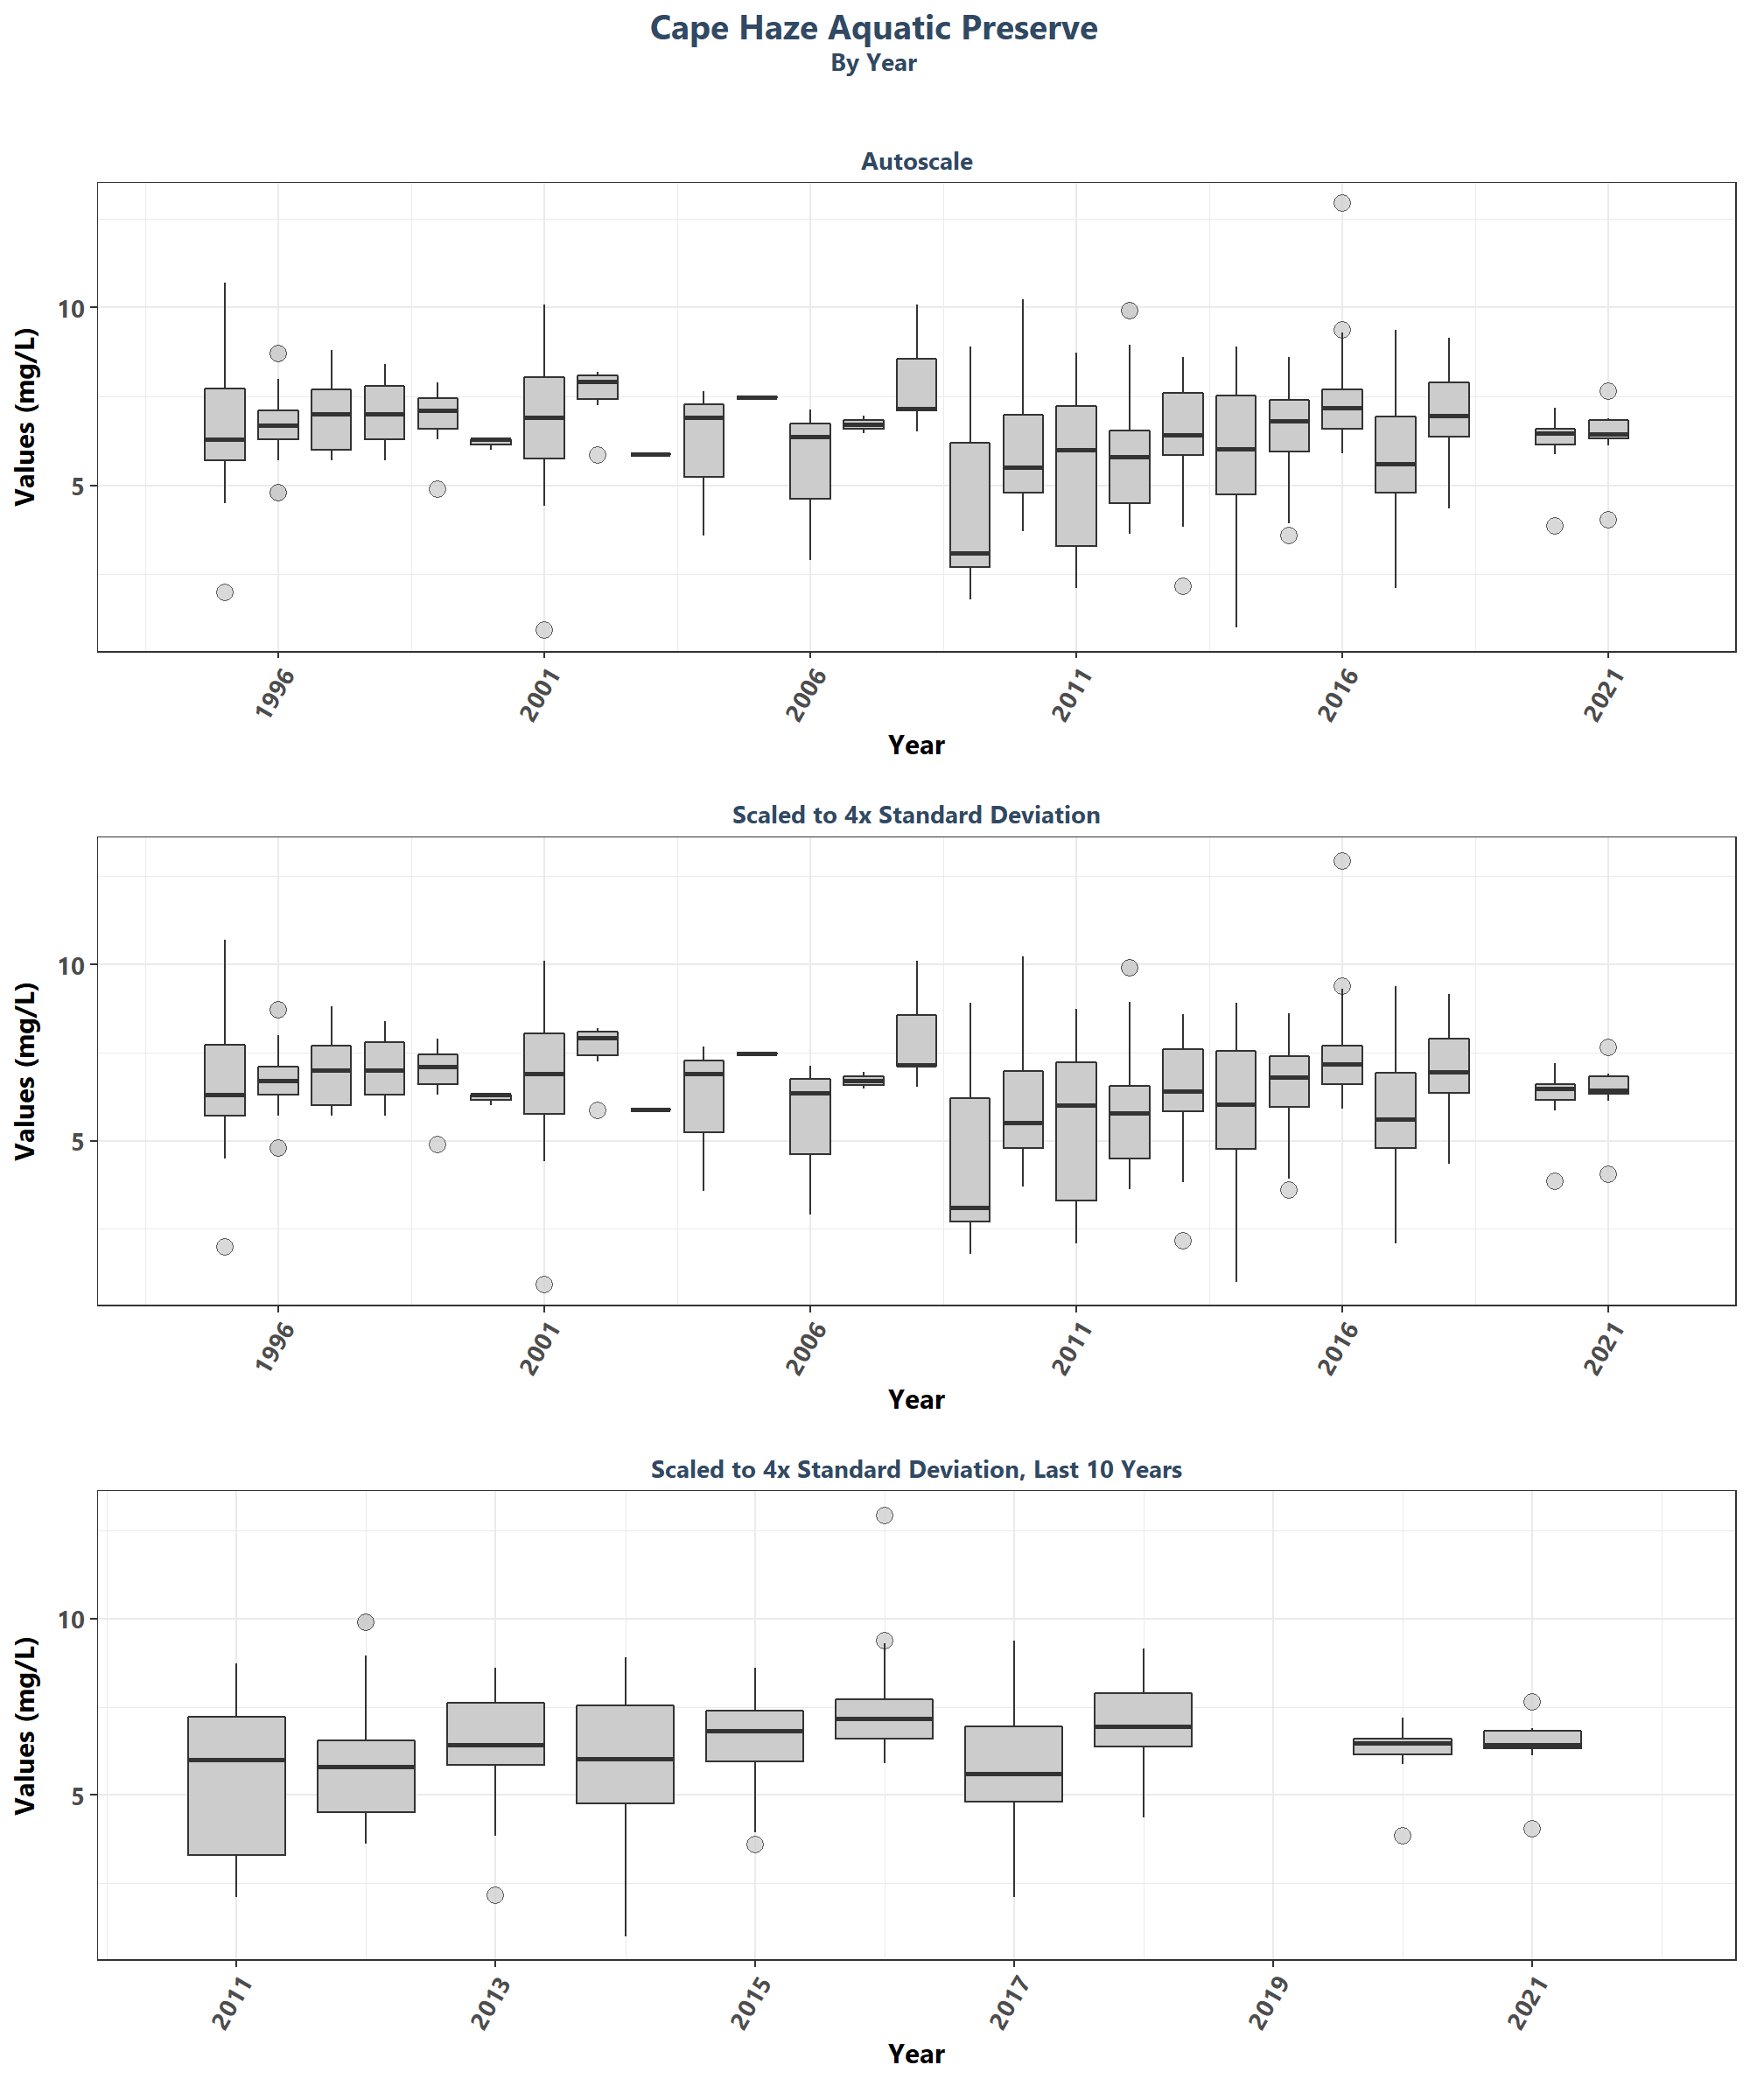 Cape Haze Aquatic Preserve
By Year
Autoscale
Values (mg/L)
10
5
1996
2001
2006
2011
2016
2021
Year
Scaled to 4x Standard Deviation
Values (mg/L)
10
5
1996
2001
2006
2011
2016
2021
Year
Scaled to 4x Standard Deviation, Last 10 Years
Values (mg/L)
10
5
2011
2013
2015
2017
2019
2021
Year